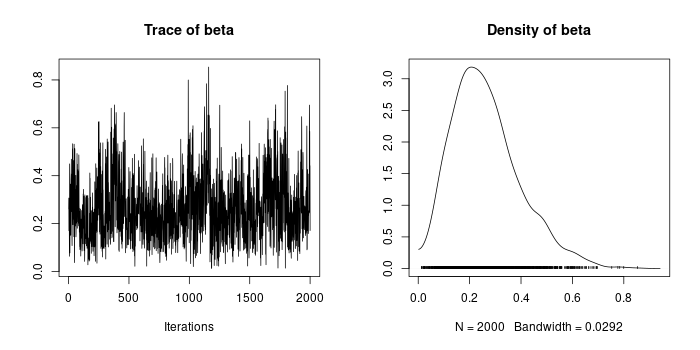 Trace of beta
0.8
0.6
0.4
0.2
0.0
0 500 1000 1500 2000
Iterations
Density of beta
3.0
2.5
2.0
1.5
1.0
0.5
0.0
0.0 0.2 0.4 0.6 0.8
N = 2000 Bandwidth = 0.0292